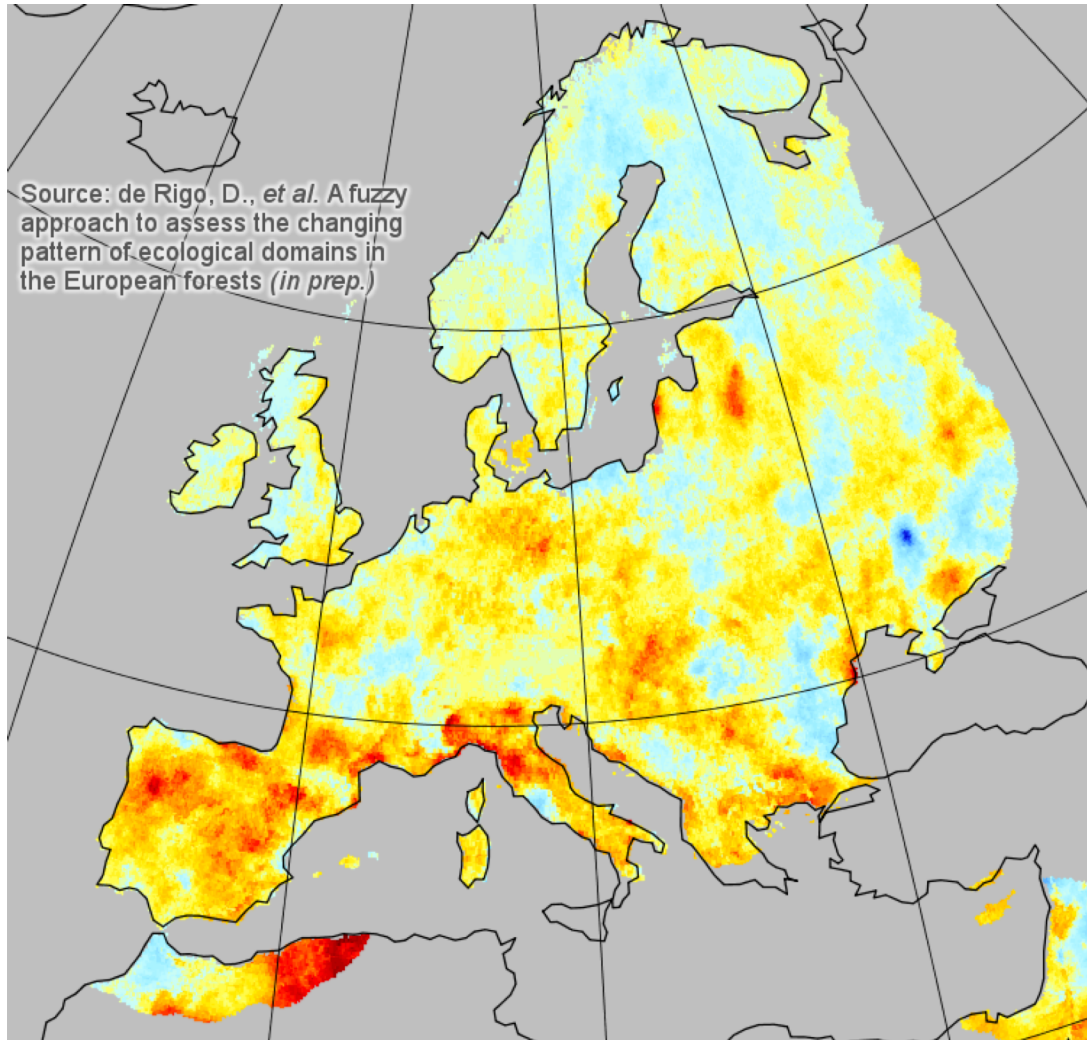 Source: de Rigo, D., et al. A fuzzy
approach to assess the changing
pattern of ecological domains in
the European forests (in prep.)